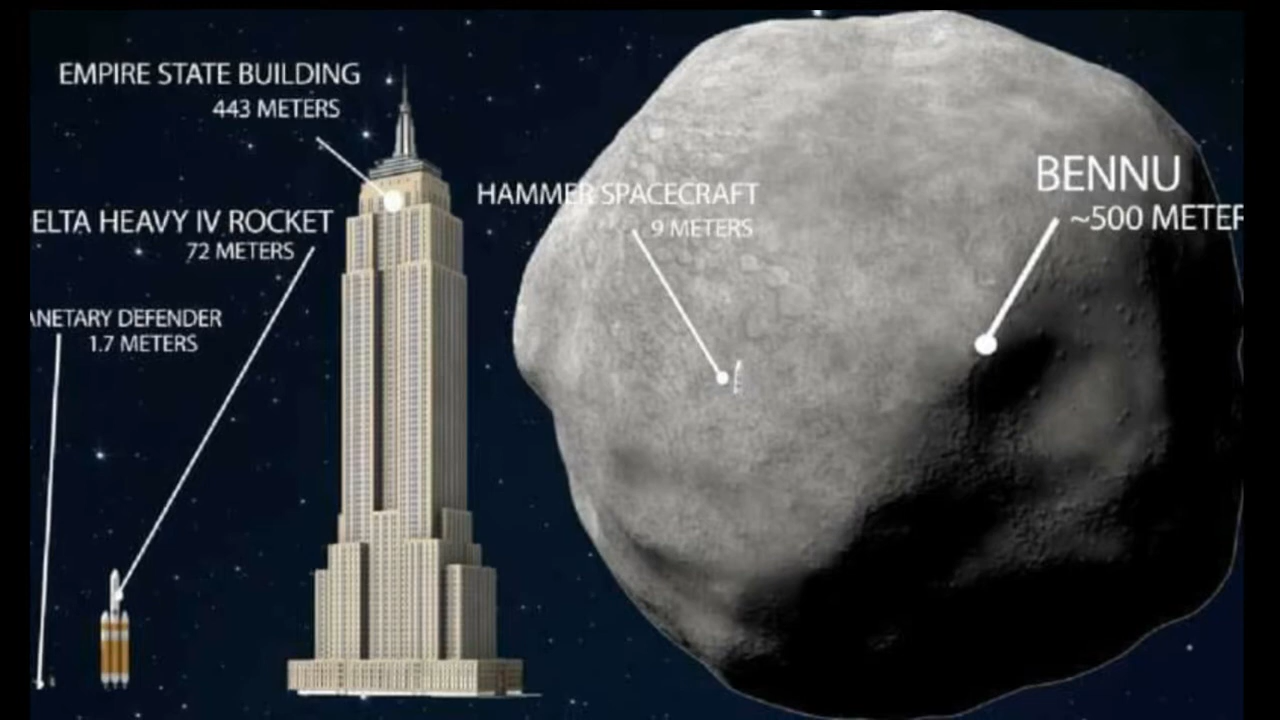 EMPIRE STATE BUILDING
443 METERS
HAMMER SPACECRAFT
9 METERS
BENNU
~500 METER
ELTA HEAVY IV ROCKET
72 METERS
ANETARY DEFENDER
1.7 METERS